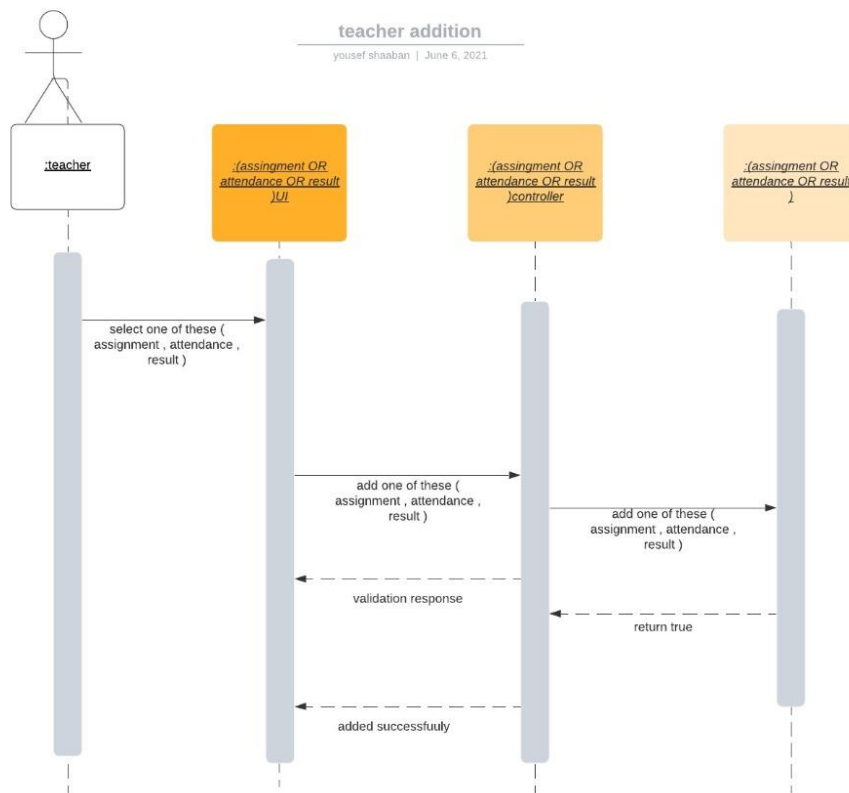 teacher addition
yousef shaaban | June 6, 2021
:teacher
:(assingment OR
attendance OR result
)UI
:(assingment OR
attendance OR result
)controller
:(assingment OR
attendance OR result
)
select one of these (
assignment , attendance ,
result )
add one of these (
assignment , attendance ,
result )
add one of these (
assignment , attendance ,
result )
validation response
return true
added successfuuly